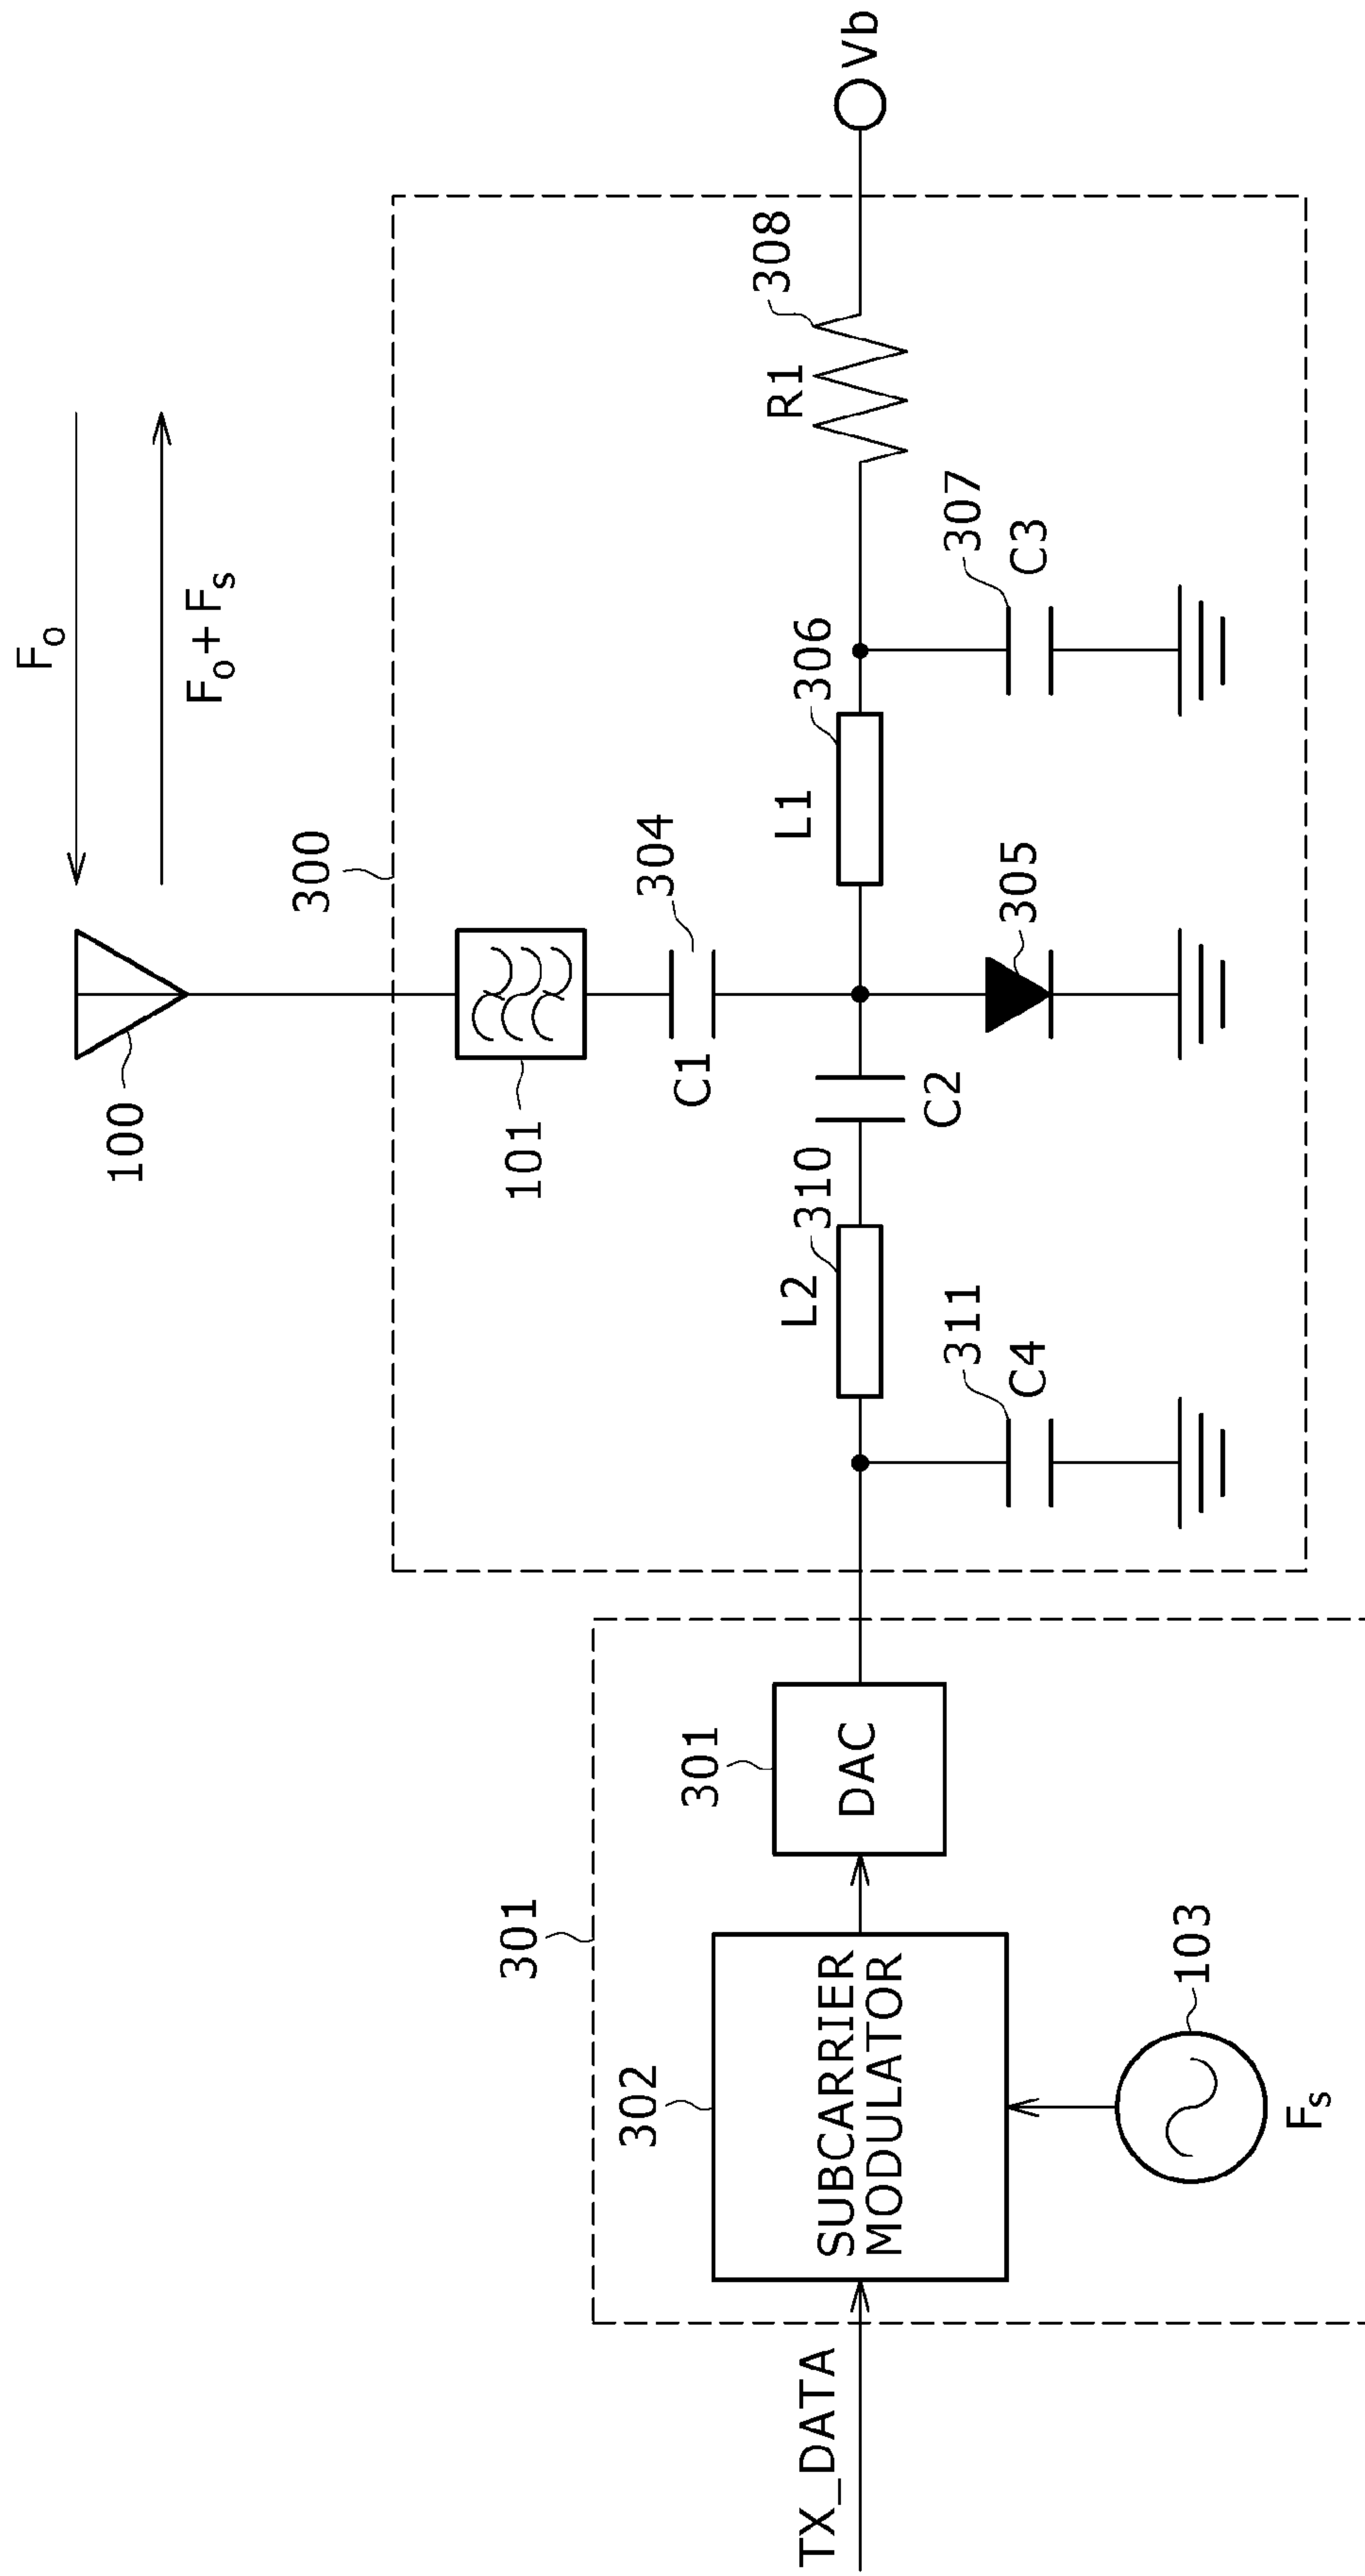 F₀
F₀+Fₛ
100
300
101
C1
304
Vb
308
R1
L1
306
307
C3
305
C2
310
L2
311
C4
301
301
DAC
302
SUBCARRIER
MODULATOR
103
Fₛ
TX_DATA